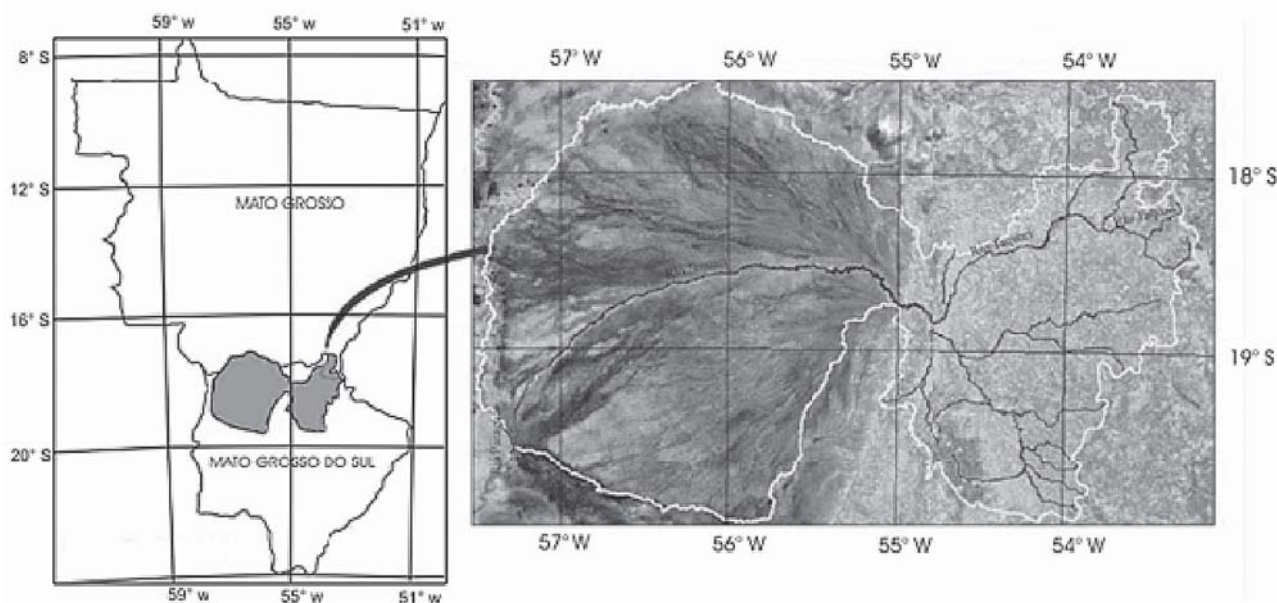 59° w 55° w 51° w
8° S
12° S
MATO GROSSO
16° S
20° S
MATO GROSSO DO SUL
59° w 55° w 51° w
57° W 56° W 55° W 54° W
18° S
19° S
57° W 56° W 55° W 54° W